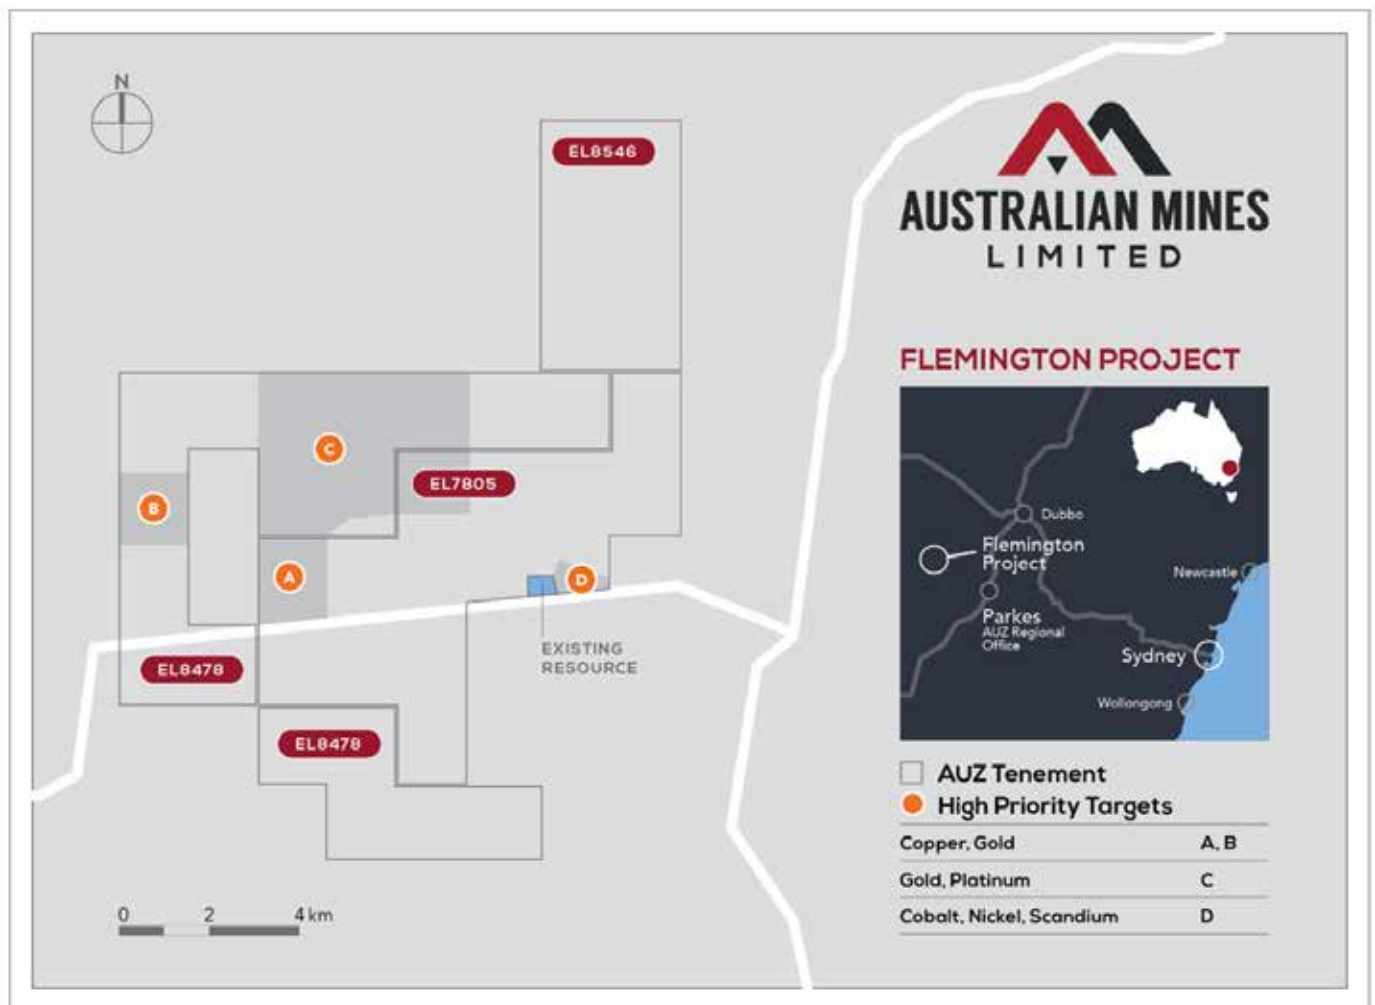 N
EL8546
AUSTRALIAN MINES
LIMITED
FLEMINGTON PROJECT
C
EL7805
B
A
D
EXISTING
RESOURCE
EL8478
EL8478
0 2 4 km
Dubbo
Flemington
Project
Newcastle
Parkes
AUZ Regional
Office
Sydney
Wollongong
AUZ Tenement
High Priority Targets
Copper, Gold A, B
Gold, Platinum C
Cobalt, Nickel, Scandium D